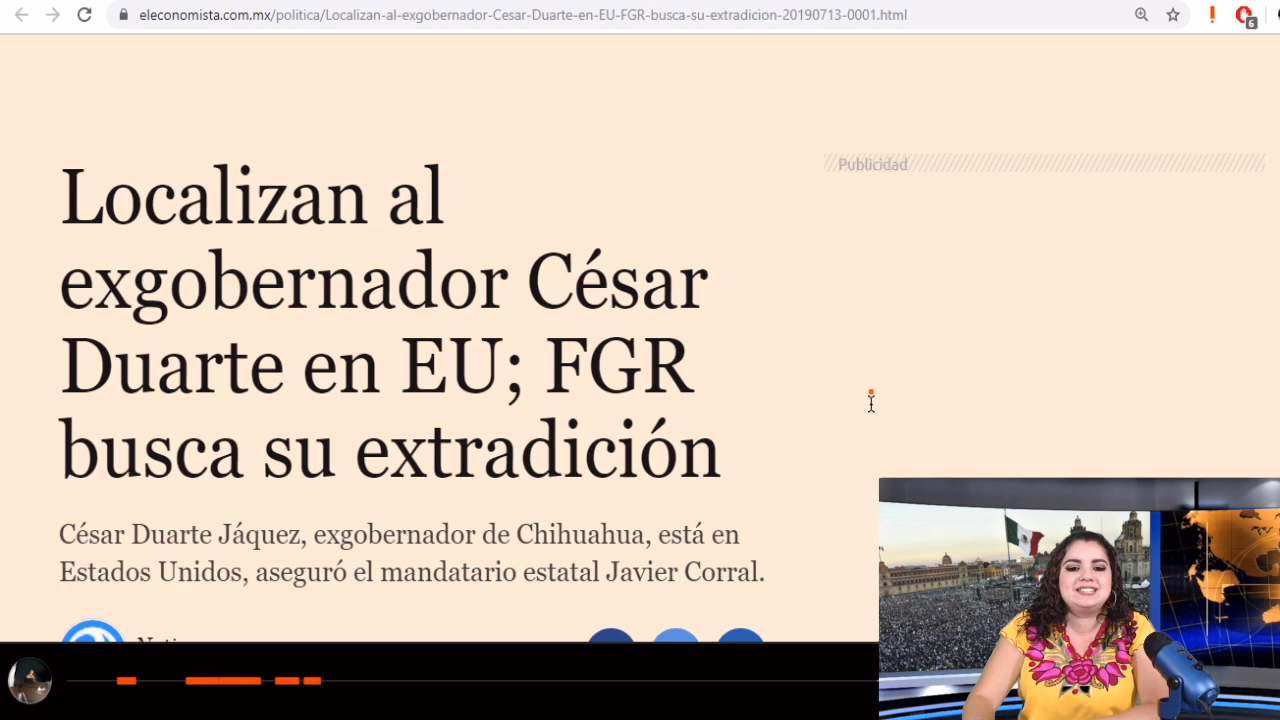 eleconomista.com.mx/politica/Localizan-al-exgobernador-Cesar-Duarte-en-EU-FGR-busca-su-extradicion-20190713-0001.html
6
Publicidad
Localizan al
exgobernador César
Duarte en EU; FGR
busca su extradición
César Duarte Jáquez, exgobernador de Chihuahua, está en
Estados Unidos, aseguró el mandatario estatal Javier Corral.